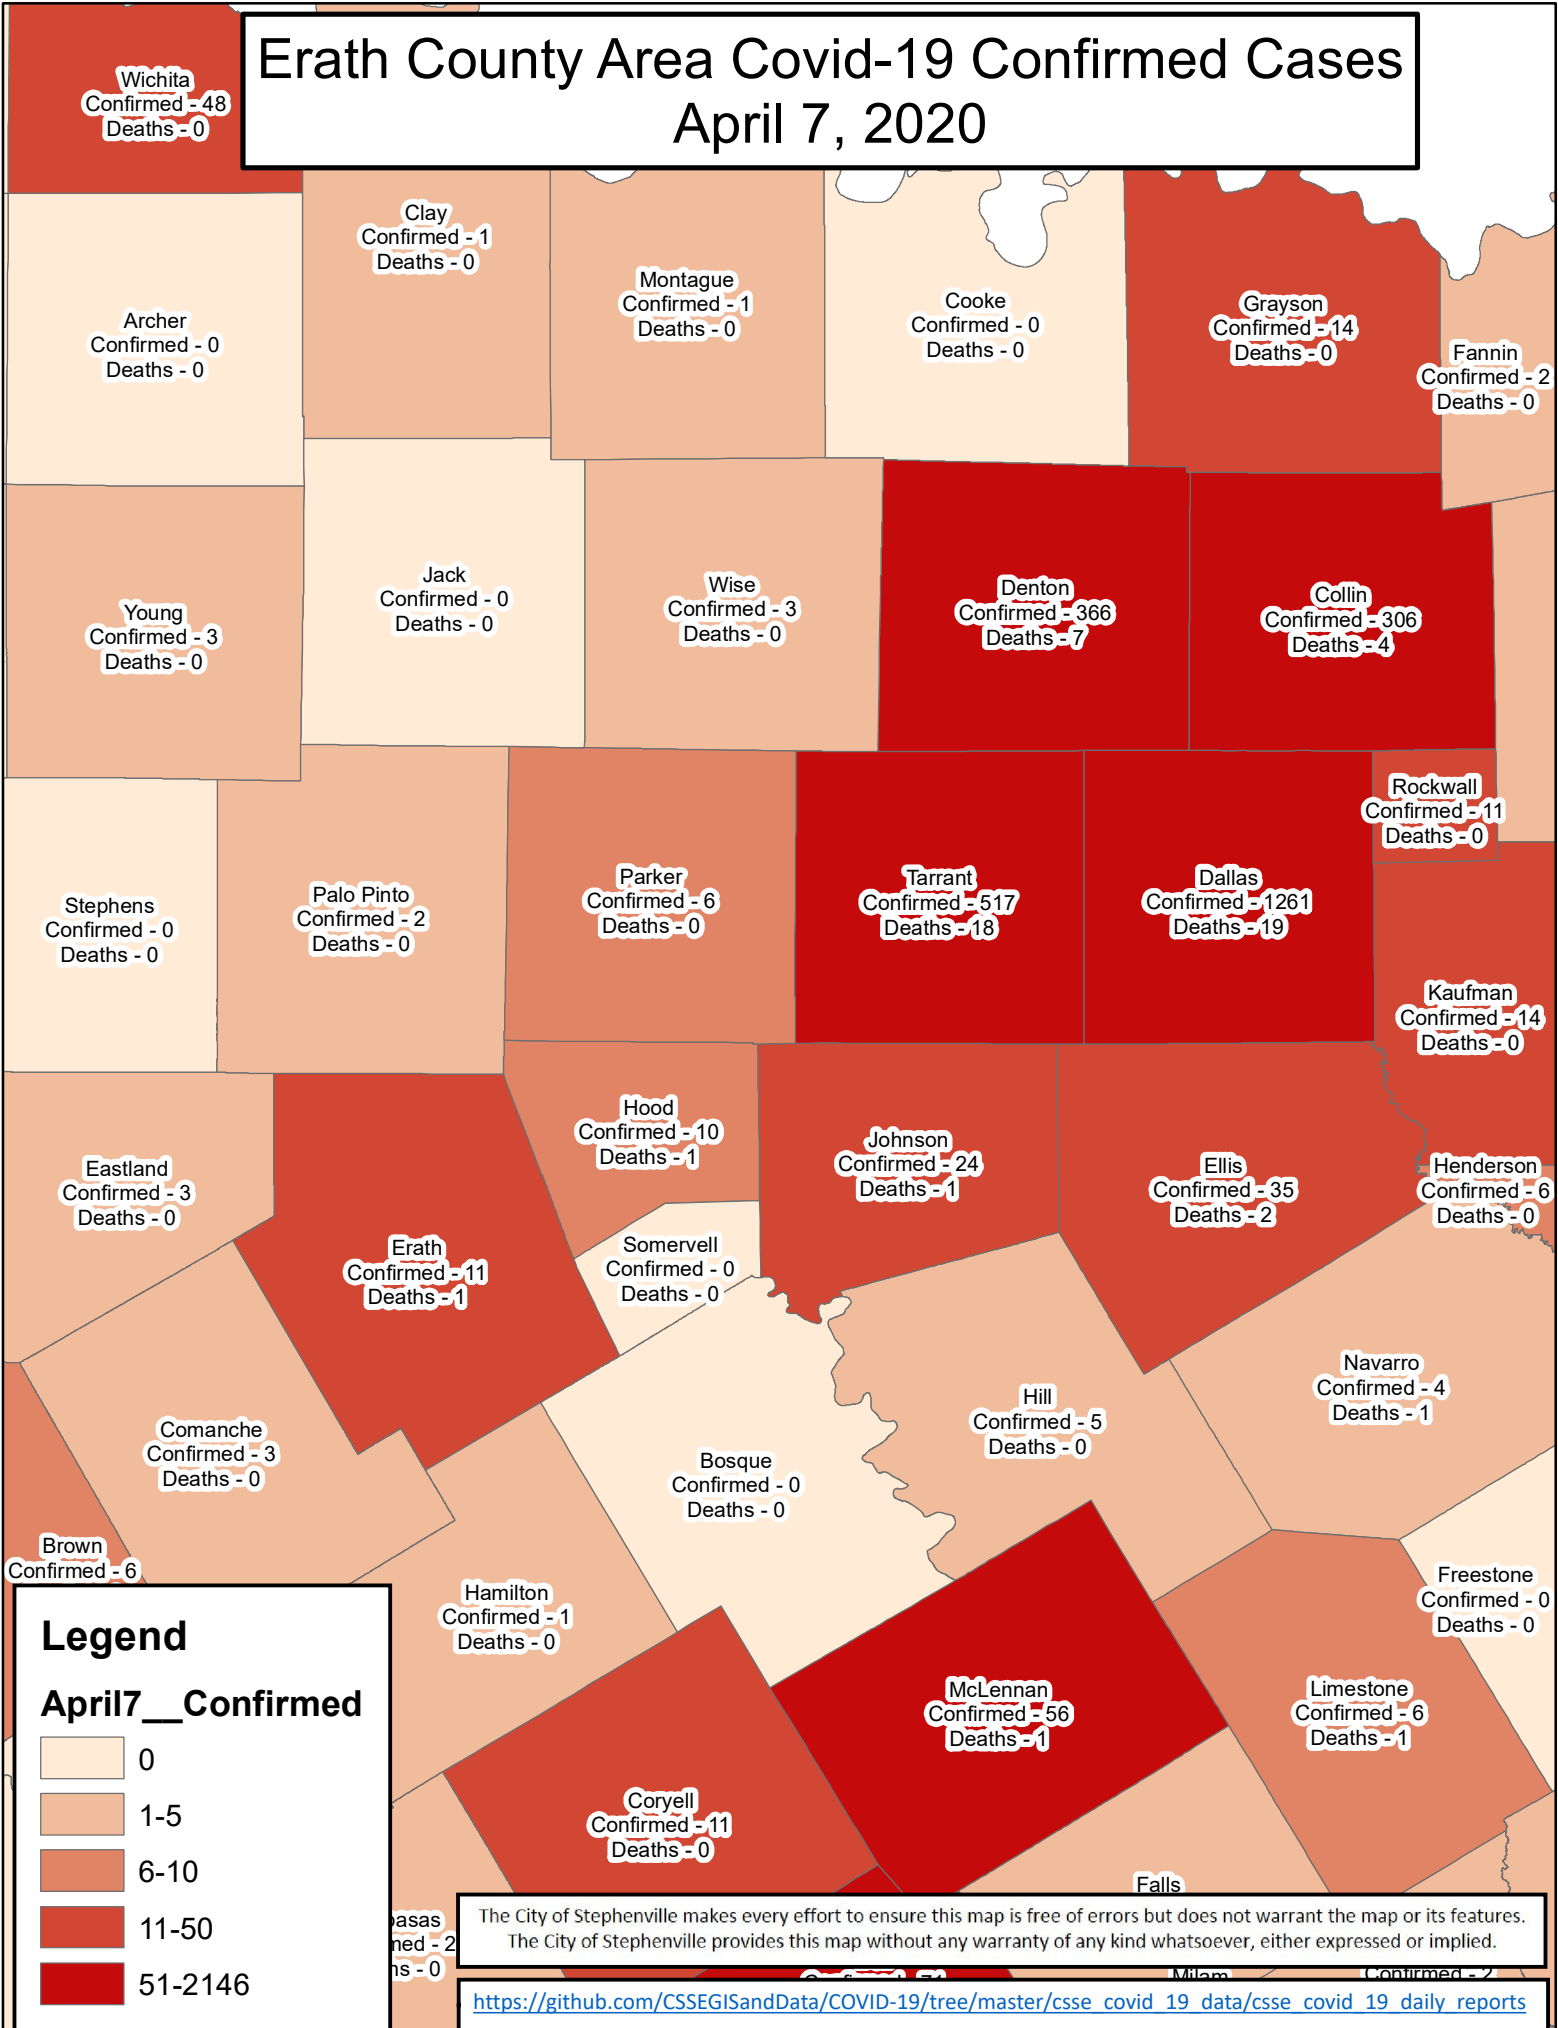 Erath County Area Covid-19 Confirmed Cases
April 7, 2020
Wichita
Confirmed - 48
Deaths - 0
Clay
Confirmed - 1
Deaths - 0
Montague
Confirmed - 1
Deaths - 0
Cooke
Confirmed - 0
Deaths - 0
Grayson
Confirmed - 14
Deaths - 0
Archer
Confirmed - 0
Deaths - 0
Fannin
Confirmed - 2
Deaths - 0
Young
Confirmed - 3
Deaths - 0
Jack
Confirmed - 0
Deaths - 0
Wise
Confirmed - 3
Deaths - 0
Denton
Confirmed - 366
Deaths - 7
Collin
Confirmed - 306
Deaths - 4
Rockwall
Confirmed - 11
Deaths - 0
Stephens
Confirmed - 0
Deaths - 0
Palo Pinto
Confirmed - 2
Deaths - 0
Parker
Confirmed - 6
Deaths - 0
Tarrant
Confirmed - 517
Deaths - 18
Dallas
Confirmed - 1261
Deaths - 19
Kaufman
Confirmed - 14
Deaths - 0
Eastland
Confirmed - 3
Deaths - 0
Hood
Confirmed - 10
Deaths - 1
Johnson
Confirmed - 24
Deaths - 1
Ellis
Confirmed - 35
Deaths - 2
Henderson
Confirmed - 6
Deaths - 0
Erath
Confirmed - 11
Deaths - 1
Somervell
Confirmed - 0
Deaths - 0
Navarro
Confirmed - 4
Deaths - 1
Hill
Confirmed - 5
Deaths - 0
Comanche
Confirmed - 3
Deaths - 0
Bosque
Confirmed - 0
Deaths - 0
Brown
Confirmed - 6
Hamilton
Confirmed - 1
Deaths - 0
Freestone
Confirmed - 0
Deaths - 0
McLennan
Confirmed - 56
Deaths - 1
Limestone
Confirmed - 6
Deaths - 1
Coryell
Confirmed - 11
Deaths - 0
Falls
asas
med - 2
hs - 0
Confirmed - 71
Milam
Confirmed - 2
Legend
April7__Confirmed
0
1-5
6-10
11-50
51-2146
The City of Stephenville makes every effort to ensure this map is free of errors but does not warrant the map or its features.
The City of Stephenville provides this map without any warranty of any kind whatsoever, either expressed or implied.
https://github.com/CSSEGISandData/COVID-19/tree/master/csse_covid_19_data/csse_covid_19_daily_reports